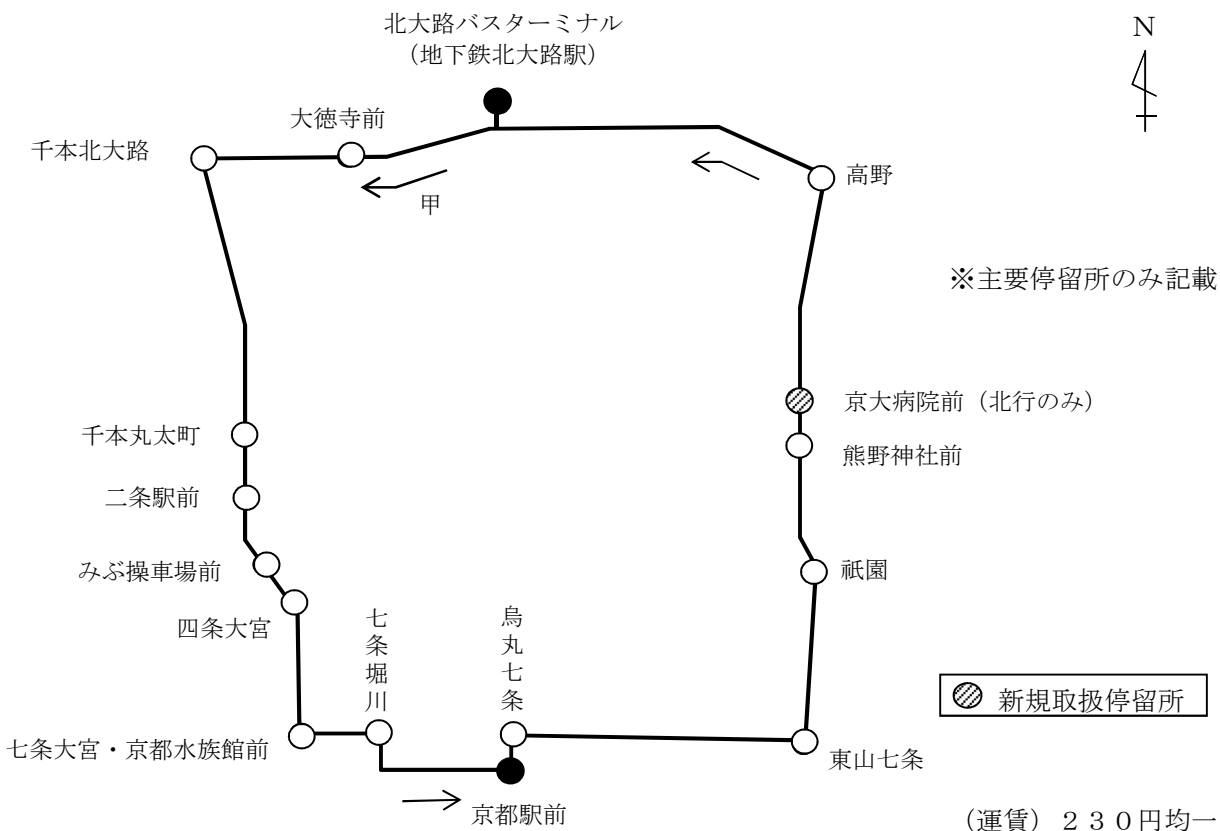 北大路バスターミナル
（地下鉄北大路駅）
N
大徳寺前
千本北大路
高野
甲
※主要停留所のみ記載
京大病院前（北行のみ）
千本丸太町
熊野神社前
二条駅前
みぶ操車場前
祇園
四条大宮
七条堀川
烏丸七条
新規取扱停留所
七条大宮・京都水族館前
東山七条
京都駅前
（運賃）２３０円均一